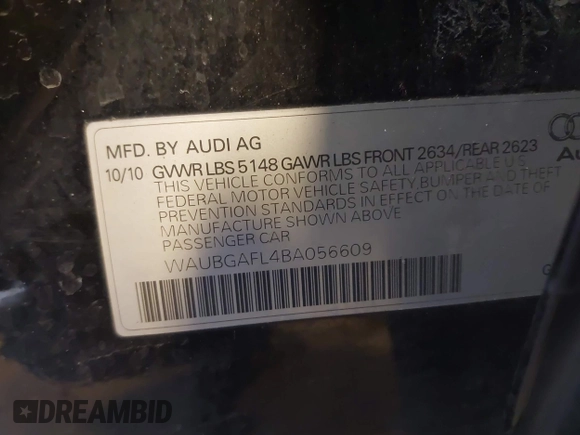 MFD. BY AUDI AG
10/10 GVWR LBS 5148 GAWR LBS FRONT 2634/REAR 2623
THIS VEHICLE CONFORMS TO ALL APPLICABLE U.S.
FEDERAL MOTOR VEHICLE SAFETY, BUMPER AND THEFT
PREVENTION STANDARDS IN EFFECT ON THE DATE OF
MANUFACTURE SHOWN ABOVE
PASSENGER CAR
WAUBGAFL4BA056609
DREAMBID